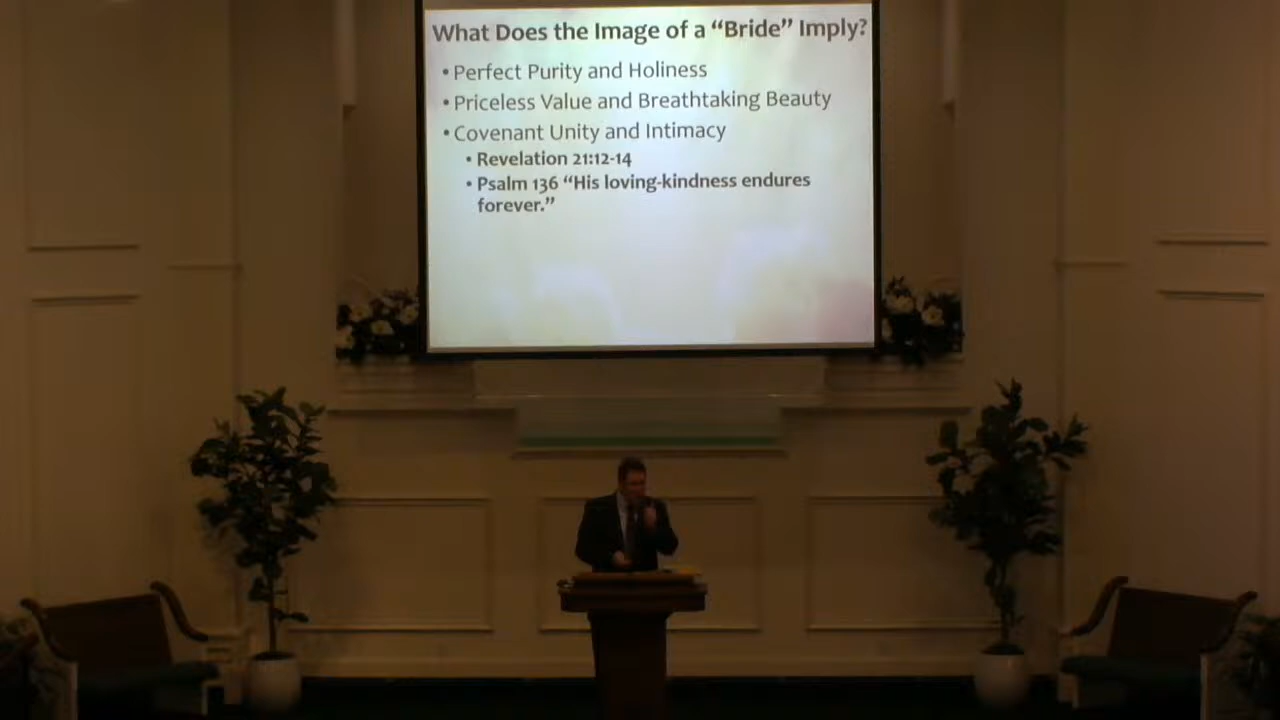 What Does the Image of a “Bride” Imply?
• Perfect Purity and Holiness
• Priceless Value and Breathtaking Beauty
• Covenant Unity and Intimacy
• Revelation 21:12-14
• Psalm 136 “His loving-kindness endures
forever.”